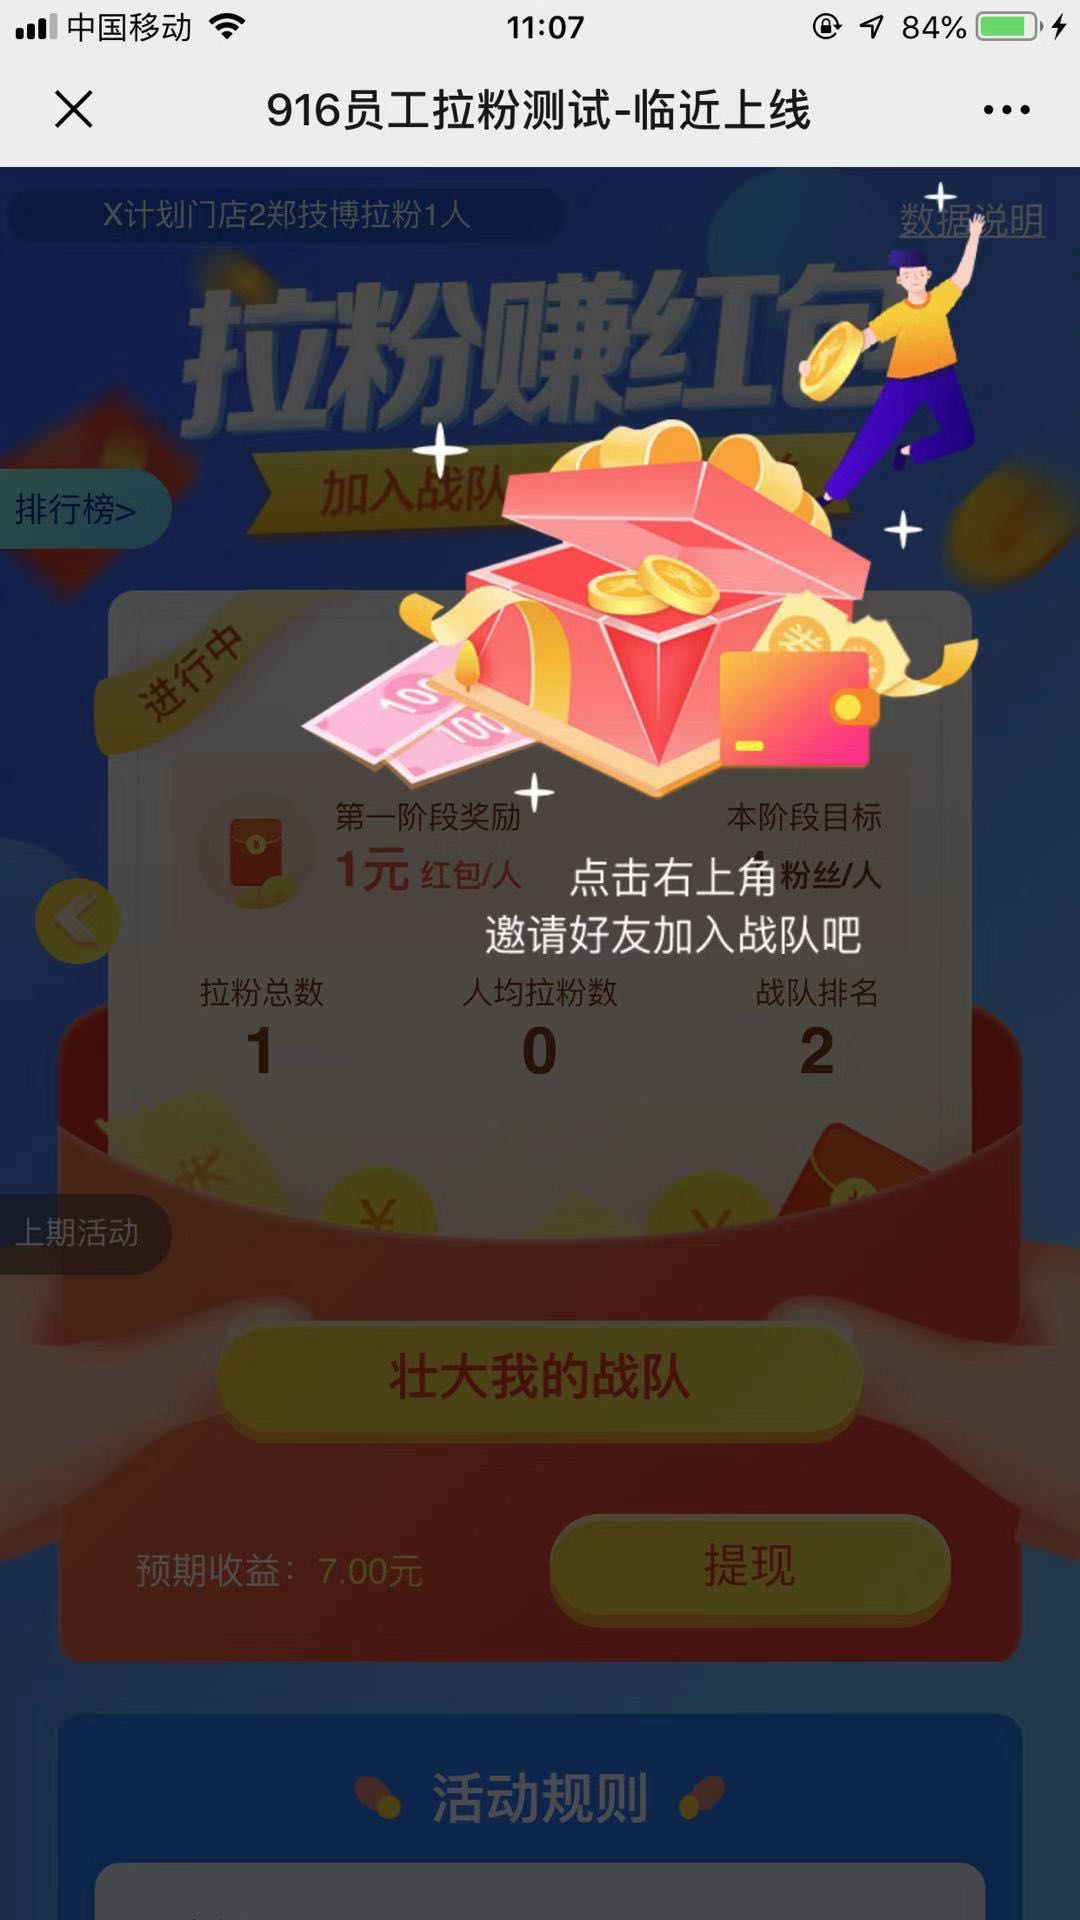 中国移动
11:07
84%
916员工拉粉测试-临近上线
X计划门店2郑技博拉粉1人
数据说明
拉粉赚红包
加入战队
排行榜>
进行中
100
100
第一阶段奖励
本阶段目标
1元 红包/人
粉丝/人
点击右上角
邀请好友加入战队吧
拉粉总数
人均拉粉数
战队排名
1
0
2
上期活动
壮大我的战队
预期收益：7.00元
提现
活动规则